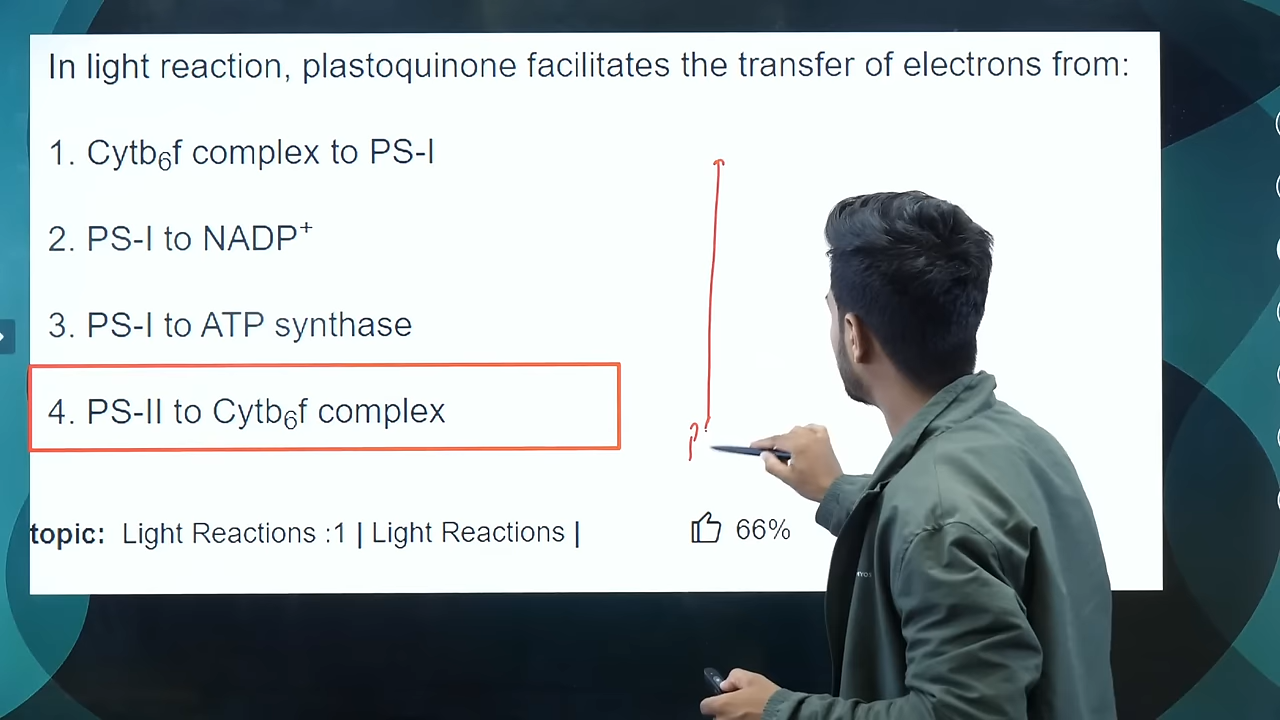 In light reaction, plastoquinone facilitates the transfer of electrons from:
1. Cytb₆f complex to PS-I
2. PS-I to NADP⁺
3. PS-I to ATP synthase
4. PS-II to Cytb₆f complex
topic: Light Reactions :1 | Light Reactions |
66%